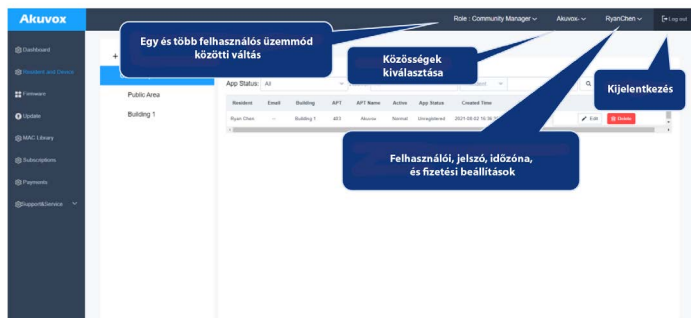 Akuvox
Role : Community Manager
Akuvox-
RyanChen
Log out
Egy és több felhasználós üzemmód
közötti váltás
Közösségek
kiválasztása
Kijelentkezés
Dashboard
Residents and Device
Firmware
Update
MAC Library
Subscriptions
Payments
Support&Service
+
Public Area
Building 1
App Status: All
Resident Email Building APT APT Name Active App Status Created Time
Ryan Chen -- Building 1 403 Akuvox Normal Unregistered
Edit
Delete
Felhasználói, jelszó, időzóna,
és fizetési beállítások